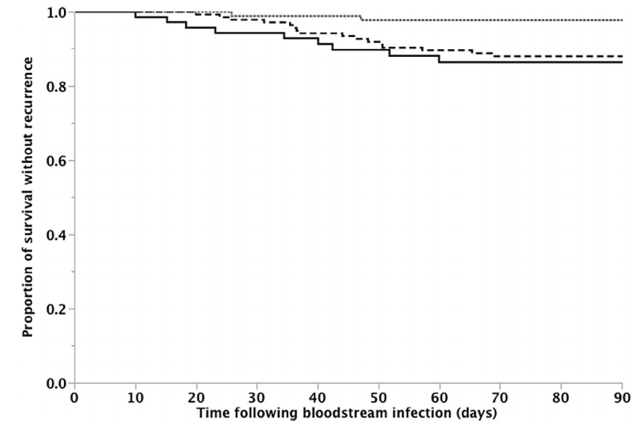 Proportion of survival without recurrence
1.0
0.8
0.6
0.4
0.2
0.0
0 10 20 30 40 50 60 70 80 90
Time following bloodstream infection (days)